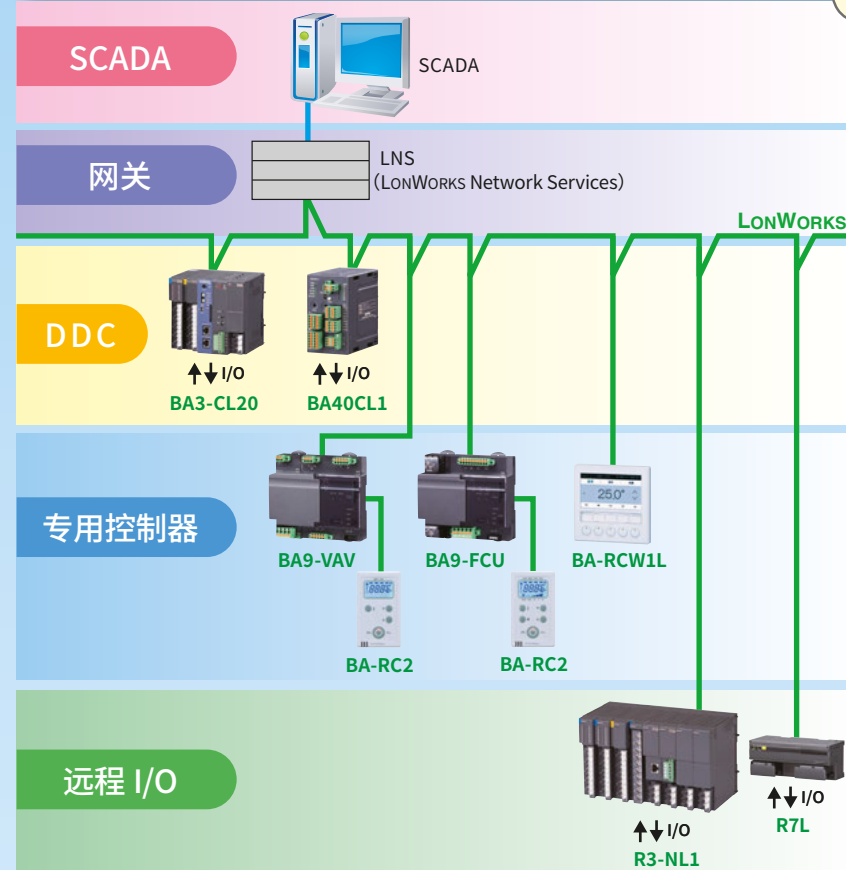 SCADA
SCADA
网关
LNS
（LONWORKS Network Services）
LONWORKS
DDC
I/O
I/O
BA3-CL20
BA40CL1
专用控制器
25.0°
BA9-VAV
BA9-FCU
BA-RCW1L
BA-RC2
BA-RC2
远程 I/O
I/O
R7L
I/O
R3-NL1